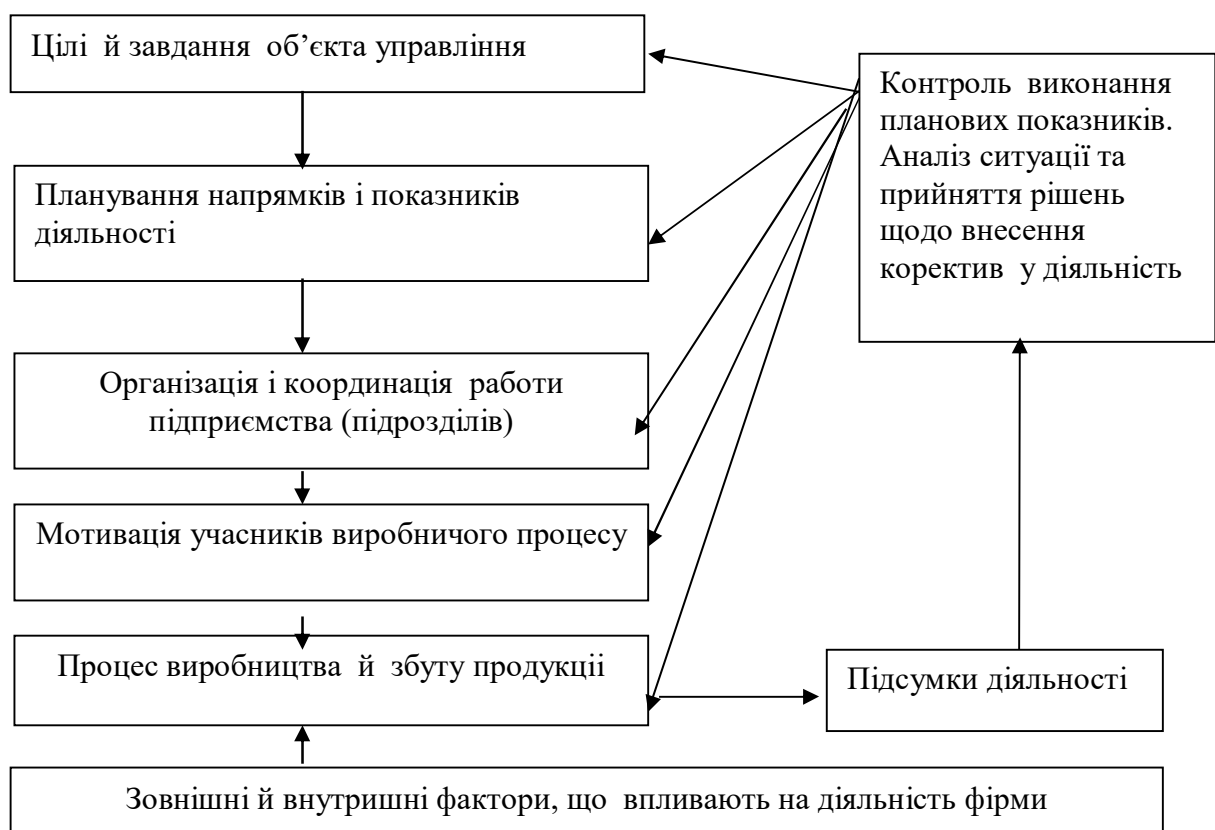 Цілі й завдання об’єкта управління
Контроль виконання
планових показників.
Аналіз ситуації та
прийняття рішень
щодо внесення
коректив у діяльність
Планування напрямків і показників
діяльності
Організація і координація работи
підприємства (підрозділів)
Мотивація учасників виробничого процесу
Процес виробництва й збуту продукціі
Підсумки діяльності
Зовнішні й внутришні фактори, що впливають на діяльність фірми